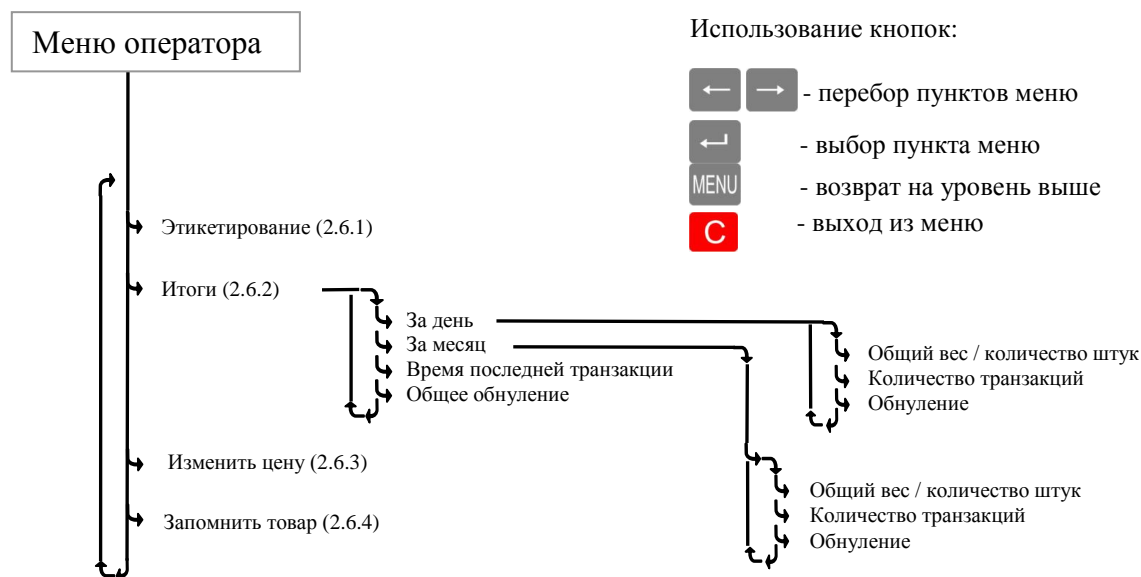 Меню оператора
Использование кнопок:
← → - перебор пунктов меню
- выбор пункта меню
MENU - возврат на уровень выше
C - выход из меню
Этикетирование (2.6.1)
Итоги (2.6.2)
За день
За месяц
Время последней транзакции
Общее обнуление
Общий вес / количество штук
Количество транзакций
Обнуление
Изменить цену (2.6.3)
Запомнить товар (2.6.4)
Общий вес / количество штук
Количество транзакций
Обнуление